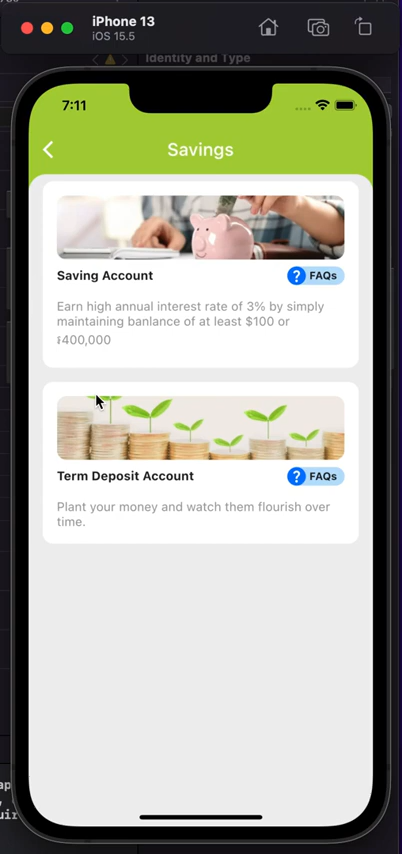 iPhone 13
iOS 15.5
Identity and Type
7:11
Savings
Saving Account
? FAQs
Earn high annual interest rate of 3% by simply
maintaining banlance of at least $100 or
៛400,000
Term Deposit Account
? FAQs
Plant your money and watch them flourish over
time.
ap
uir